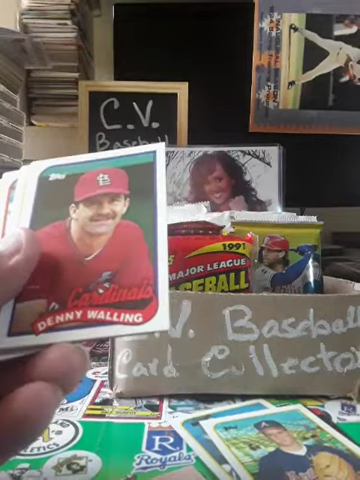 C.V.
Baseball
topps
Cardinals
DENNY WALLING
1991
MAJOR LEAGUE
BASEBALL
C.V. Baseball
Card Collector
Royals